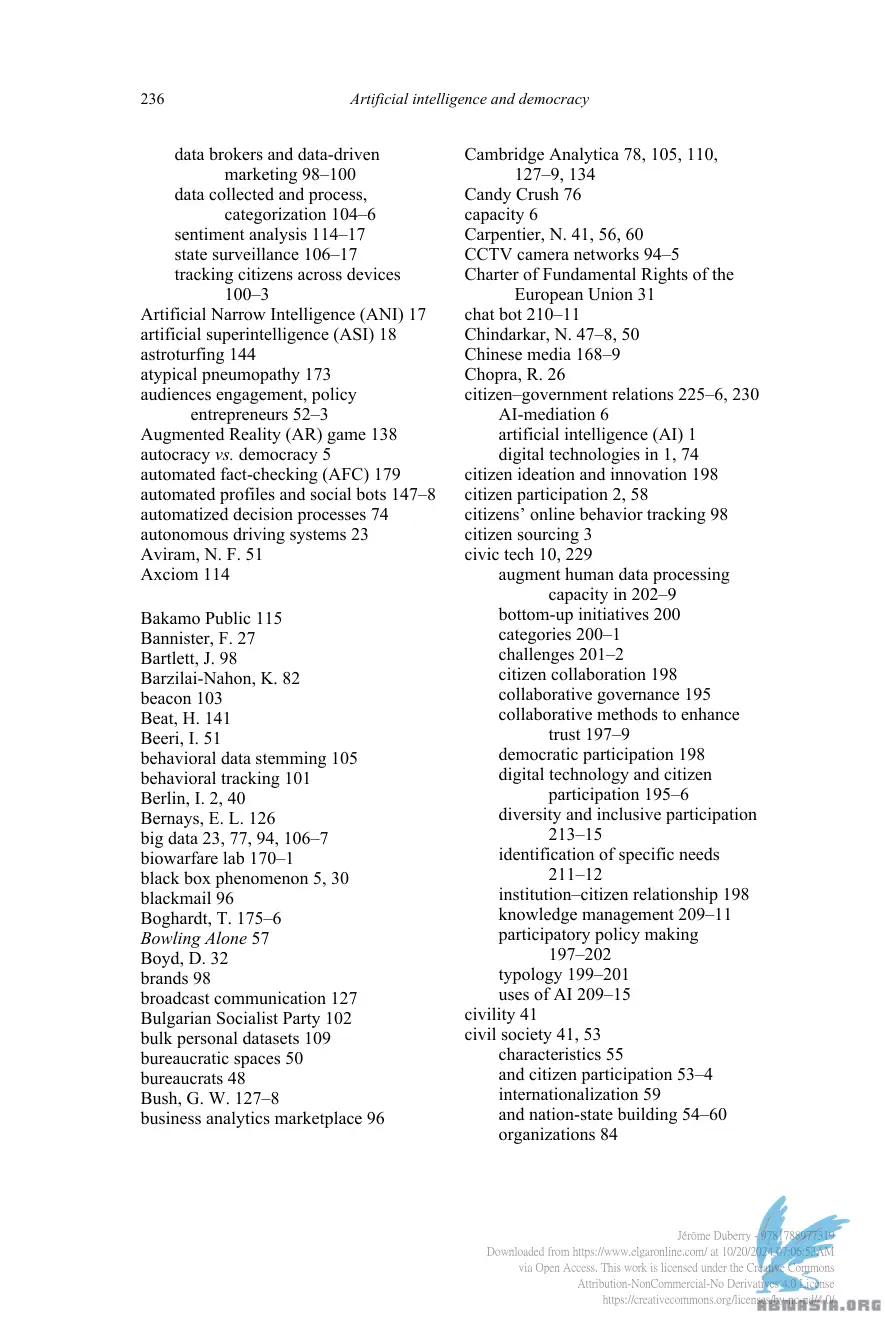 236
Artificial intelligence and democracy
data brokers and data-driven
marketing 98–100
data collected and process,
categorization 104–6
sentiment analysis 114–17
state surveillance 106–17
tracking citizens across devices
100–3
Artificial Narrow Intelligence (ANI) 17
artificial superintelligence (ASI) 18
astroturfing 144
atypical pneumopathy 173
audiences engagement, policy
entrepreneurs 52–3
Augmented Reality (AR) game 138
autocracy vs. democracy 5
automated fact-checking (AFC) 179
automated profiles and social bots 147–8
automatized decision processes 74
autonomous driving systems 23
Aviram, N. F. 51
Axciom 114
Bakamo Public 115
Bannister, F. 27
Bartlett, J. 98
Barzilai-Nahon, K. 82
beacon 103
Beat, H. 141
Beeri, I. 51
behavioral data stemming 105
behavioral tracking 101
Berlin, I. 2, 40
Bernays, E. L. 126
big data 23, 77, 94, 106–7
biowarfare lab 170–1
black box phenomenon 5, 30
blackmail 96
Boghardt, T. 175–6
Bowling Alone 57
Boyd, D. 32
brands 98
broadcast communication 127
Bulgarian Socialist Party 102
bulk personal datasets 109
bureaucratic spaces 50
bureaucrats 48
Bush, G. W. 127–8
business analytics marketplace 96
Cambridge Analytica 78, 105, 110,
127–9, 134
Candy Crush 76
capacity 6
Carpentier, N. 41, 56, 60
CCTV camera networks 94–5
Charter of Fundamental Rights of the
European Union 31
chat bot 210–11
Chindarkar, N. 47–8, 50
Chinese media 168–9
Chopra, R. 26
citizen–government relations 225–6, 230
AI-mediation 6
artificial intelligence (AI) 1
digital technologies in 1, 74
citizen ideation and innovation 198
citizen participation 2, 58
citizens’ online behavior tracking 98
citizen sourcing 3
civic tech 10, 229
augment human data processing
capacity in 202–9
bottom-up initiatives 200
categories 200–1
challenges 201–2
citizen collaboration 198
collaborative governance 195
collaborative methods to enhance
trust 197–9
democratic participation 198
digital technology and citizen
participation 195–6
diversity and inclusive participation
213–15
identification of specific needs
211–12
institution–citizen relationship 198
knowledge management 209–11
participatory policy making
197–202
typology 199–201
uses of AI 209–15
civility 41
civil society 41, 53
characteristics 55
and citizen participation 53–4
internationalization 59
and nation-state building 54–60
organizations 84
Jérôme Duberry - 9781788977319
Downloaded from https://www.elgaronline.com/ at 10/20/2024 07:06:53AM
via Open Access. This work is licensed under the Creative Commons
Attribution-NonCommercial-No Derivatives 4.0 License
https://creativecommons.org/licenses/by-nc-nd/4.0/
ABMASIA.ORG